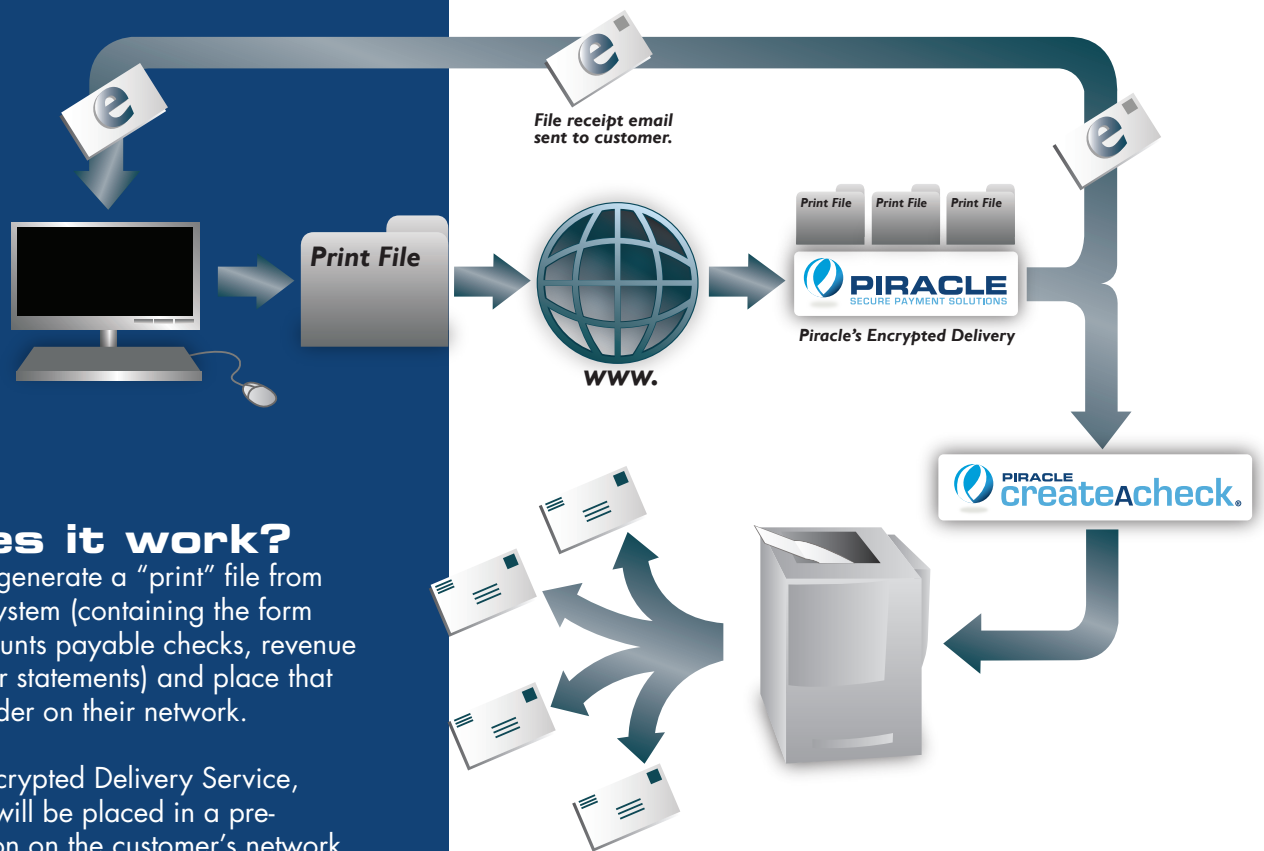 e
e
e
File receipt email
sent to customer.
Print File
Print File
Print File
Print File
PIRACLE
SECURE PAYMENT SOLUTIONS
Piracle's Encrypted Delivery
www.
PIRACLE
createAcheck®
es it work?
generate a “print” file from
ystem (containing the form
unts payable checks, revenue
r statements) and place that
der on their network.
crypted Delivery Service,
will be placed in a pre-
on on the customer's network